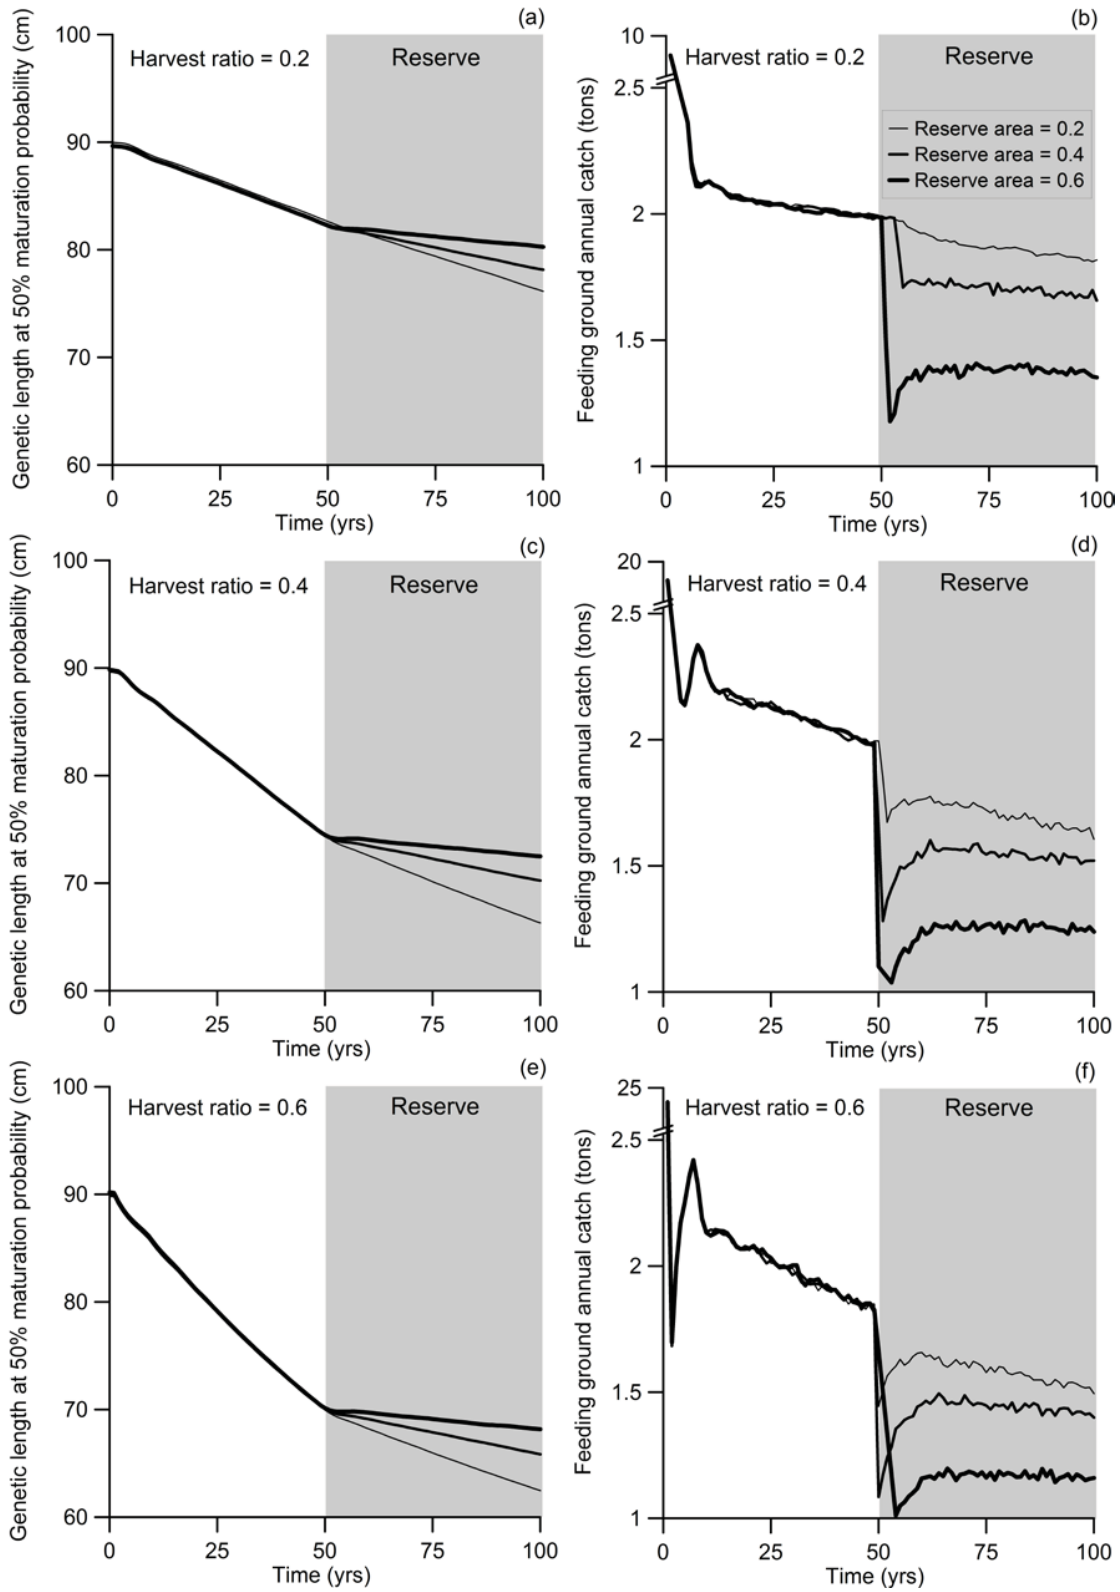 (a)
Genetic length at 50% maturation probability (cm)
Harvest ratio = 0.2
Reserve
100
90
80
70
60
0
25
50
75
100
Time (yrs)
(b)
Feeding ground annual catch (tons)
Harvest ratio = 0.2
Reserve
Reserve area = 0.2
Reserve area = 0.4
Reserve area = 0.6
10
2.5
2
1.5
1
0
25
50
75
100
Time (yrs)
(c)
Genetic length at 50% maturation probability (cm)
Harvest ratio = 0.4
Reserve
100
90
80
70
60
0
25
50
75
100
Time (yrs)
(d)
Feeding ground annual catch (tons)
Harvest ratio = 0.4
Reserve
20
2.5
2
1.5
1
0
25
50
75
100
Time (yrs)
(e)
Genetic length at 50% maturation probability (cm)
Harvest ratio = 0.6
Reserve
100
90
80
70
60
0
25
50
75
100
Time (yrs)
(f)
Feeding ground annual catch (tons)
Harvest ratio = 0.6
Reserve
25
2.5
2
1.5
1
0
25
50
75
100
Time (yrs)